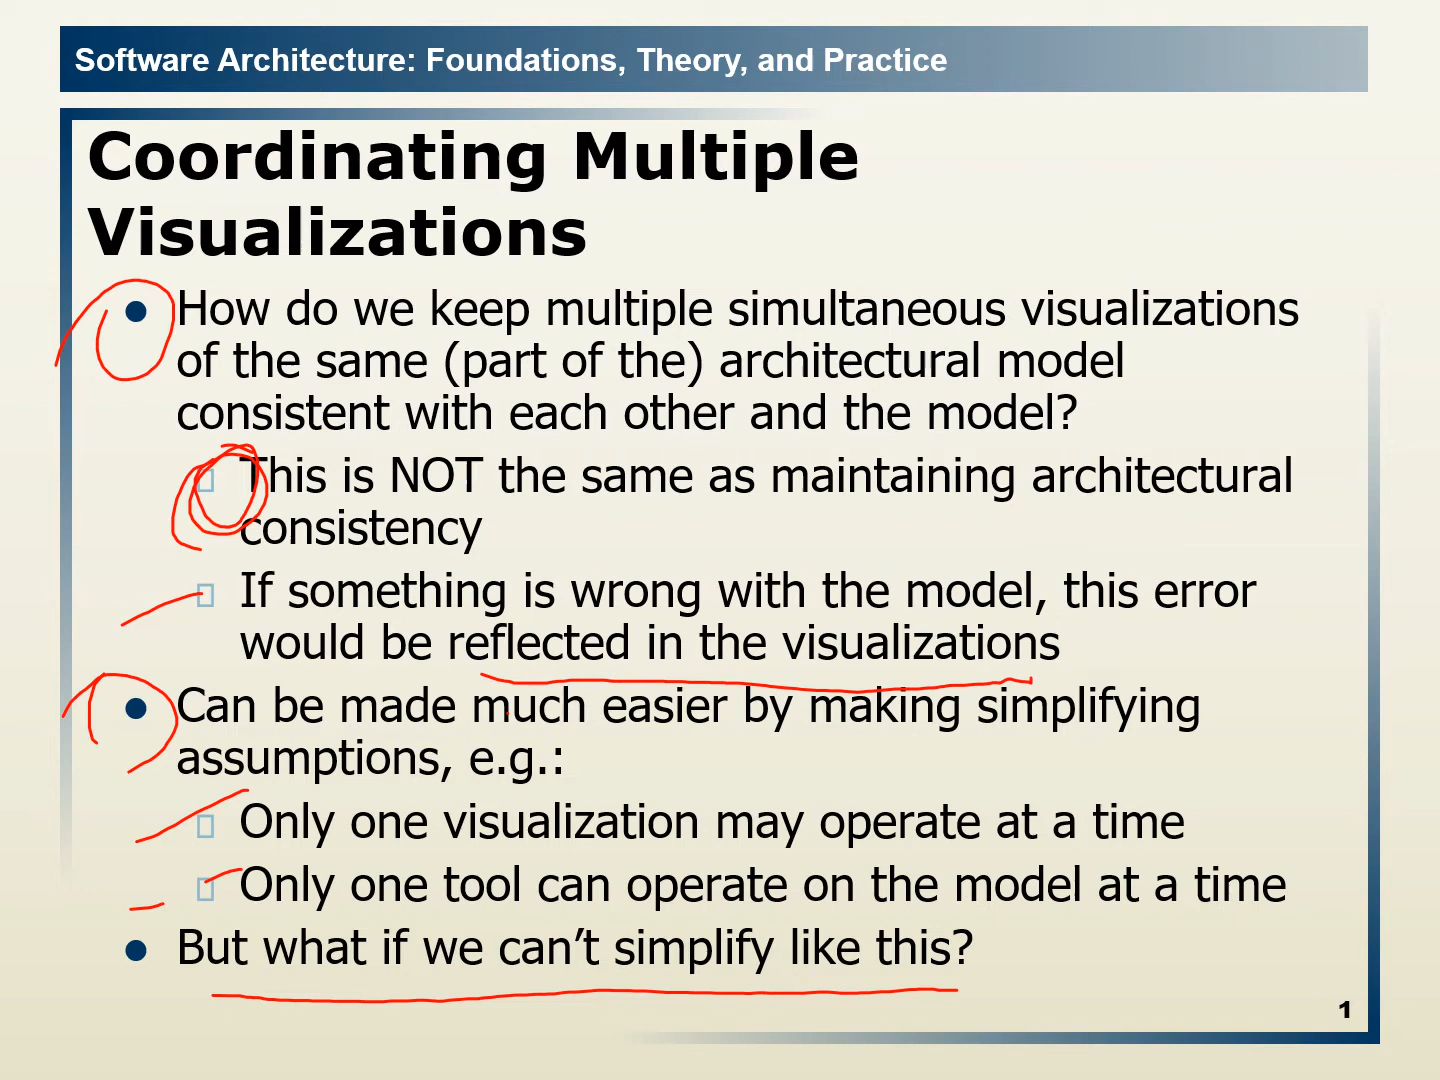 Software Architecture: Foundations, Theory, and Practice
Coordinating Multiple
Visualizations
How do we keep multiple simultaneous visualizations
of the same (part of the) architectural model
consistent with each other and the model?
This is NOT the same as maintaining architectural
consistency
If something is wrong with the model, this error
would be reflected in the visualizations
Can be made much easier by making simplifying
assumptions, e.g.:
Only one visualization may operate at a time
Only one tool can operate on the model at a time
But what if we can’t simplify like this?
1